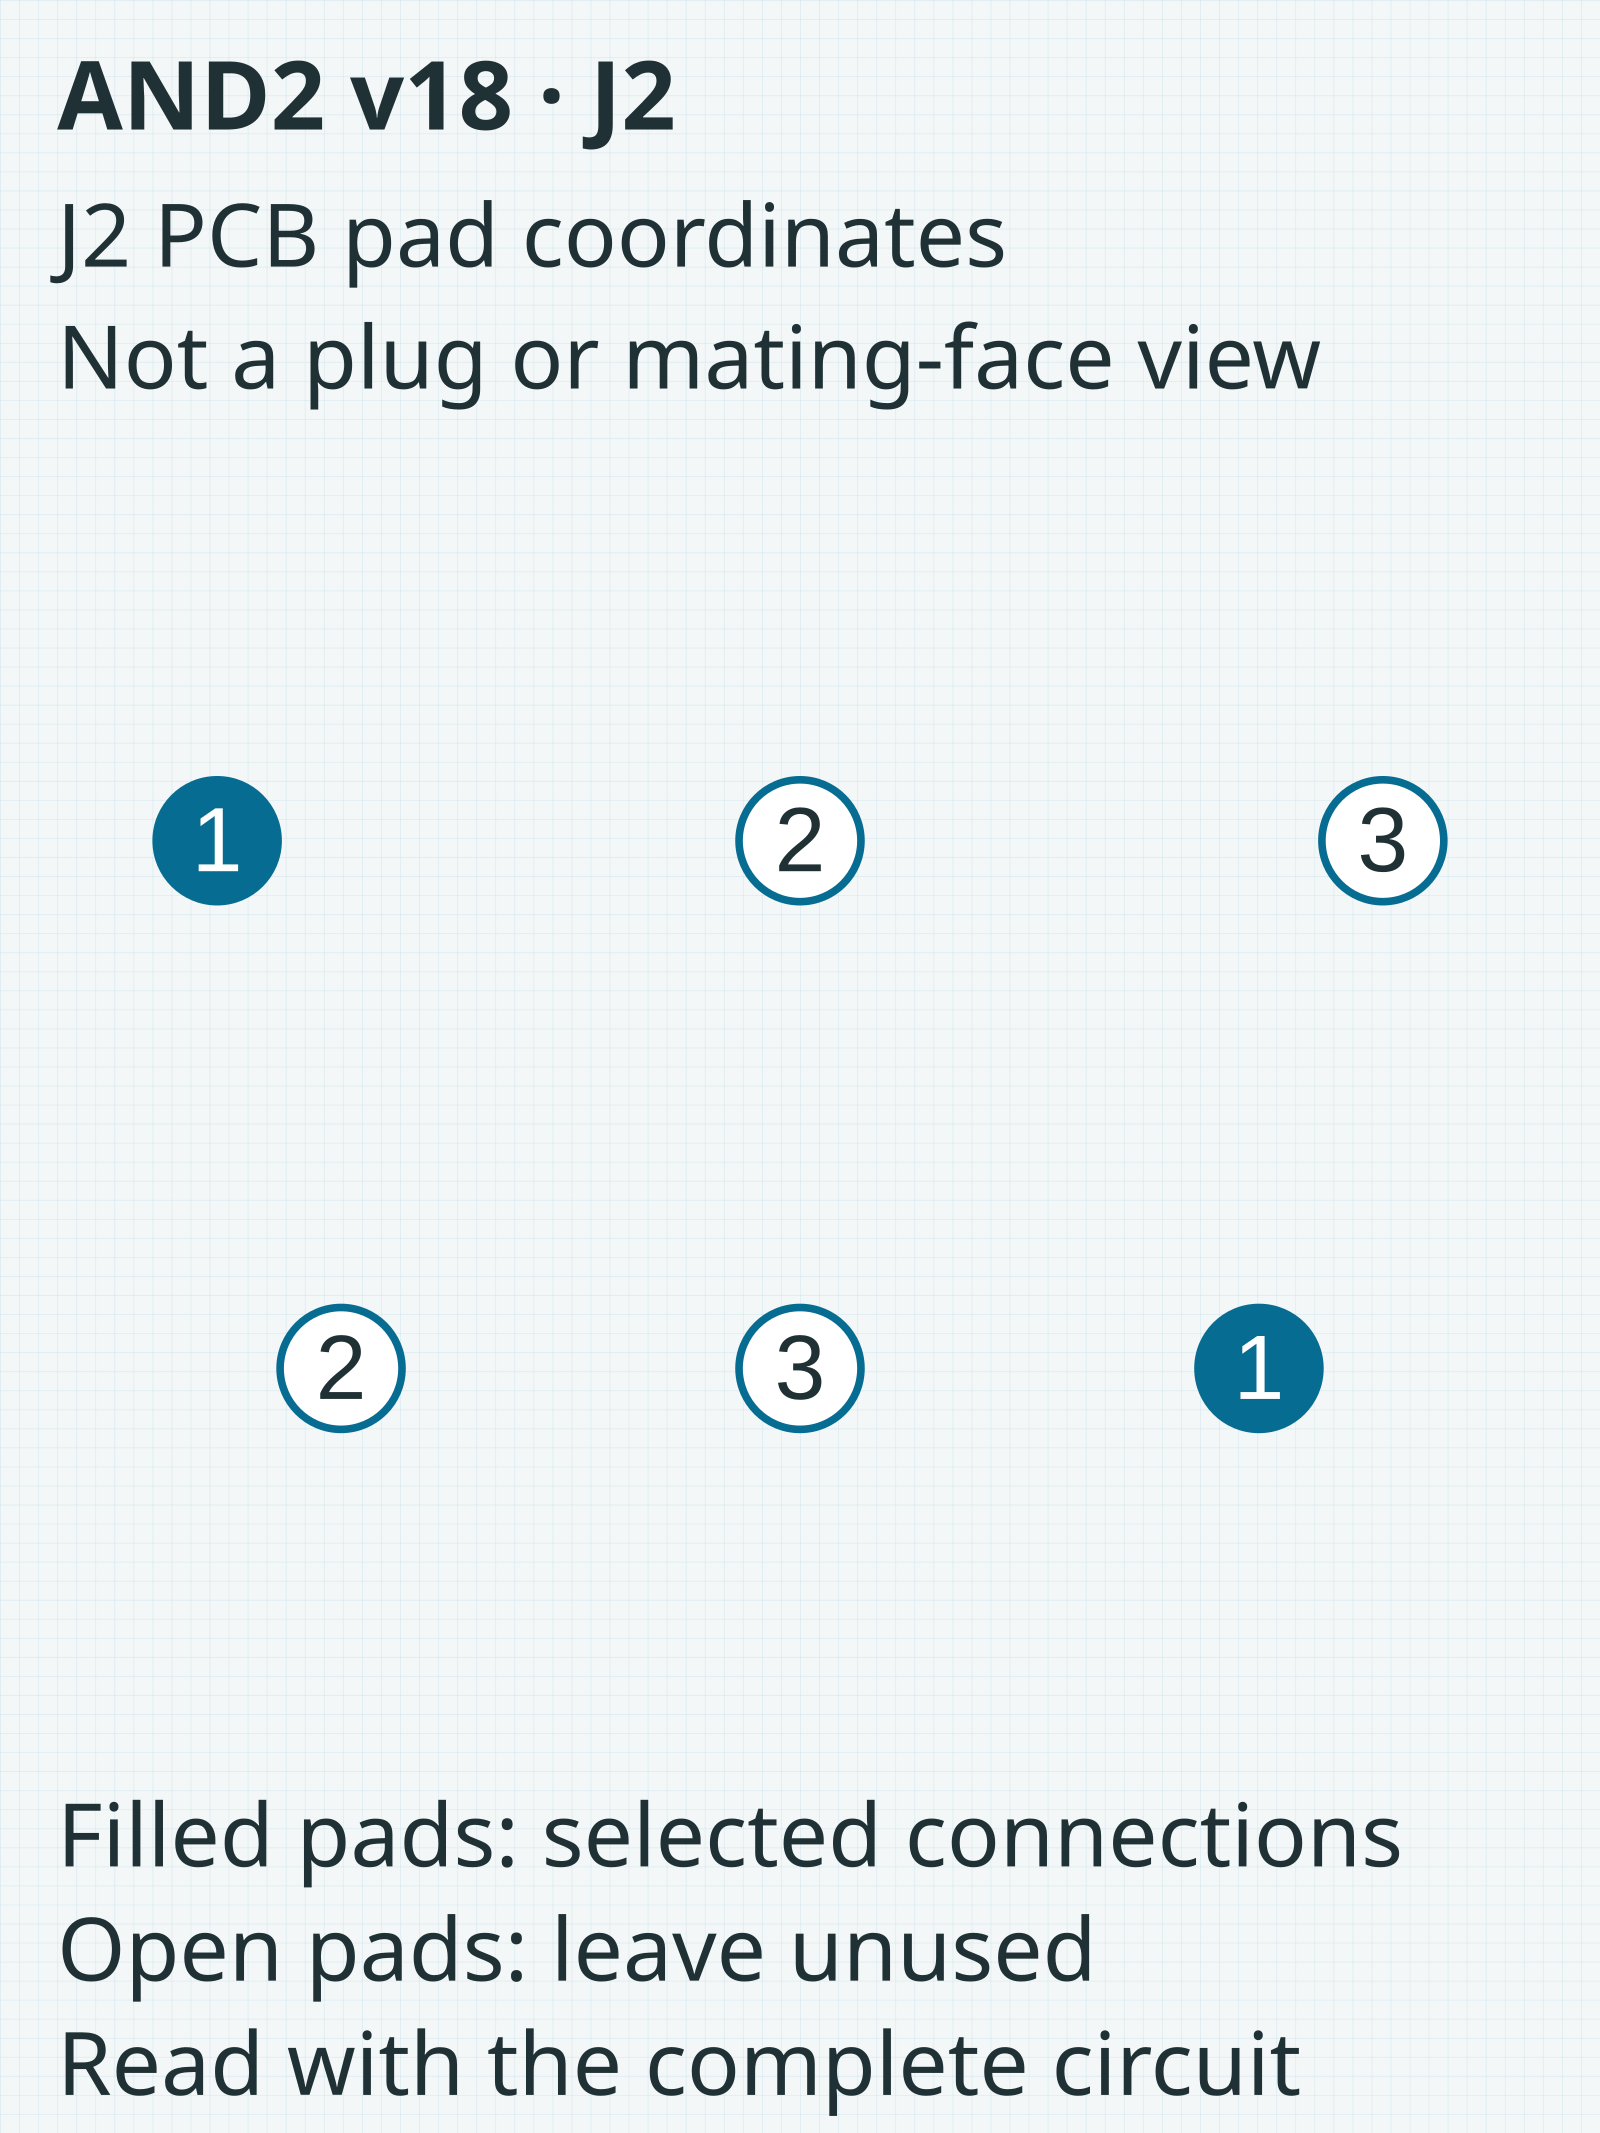 AND2 v18 · J2
J2 PCB pad coordinates
Not a plug or mating-face view
1 2 3
2 3 1
Filled pads: selected connections
Open pads: leave unused
Read with the complete circuit